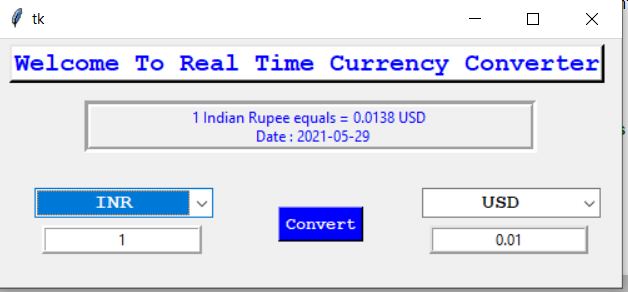 tk
Welcome To Real Time Currency Converter
1 Indian Rupee equals = 0.0138 USD
Date : 2021-05-29
INR
USD
Convert
1
0.01